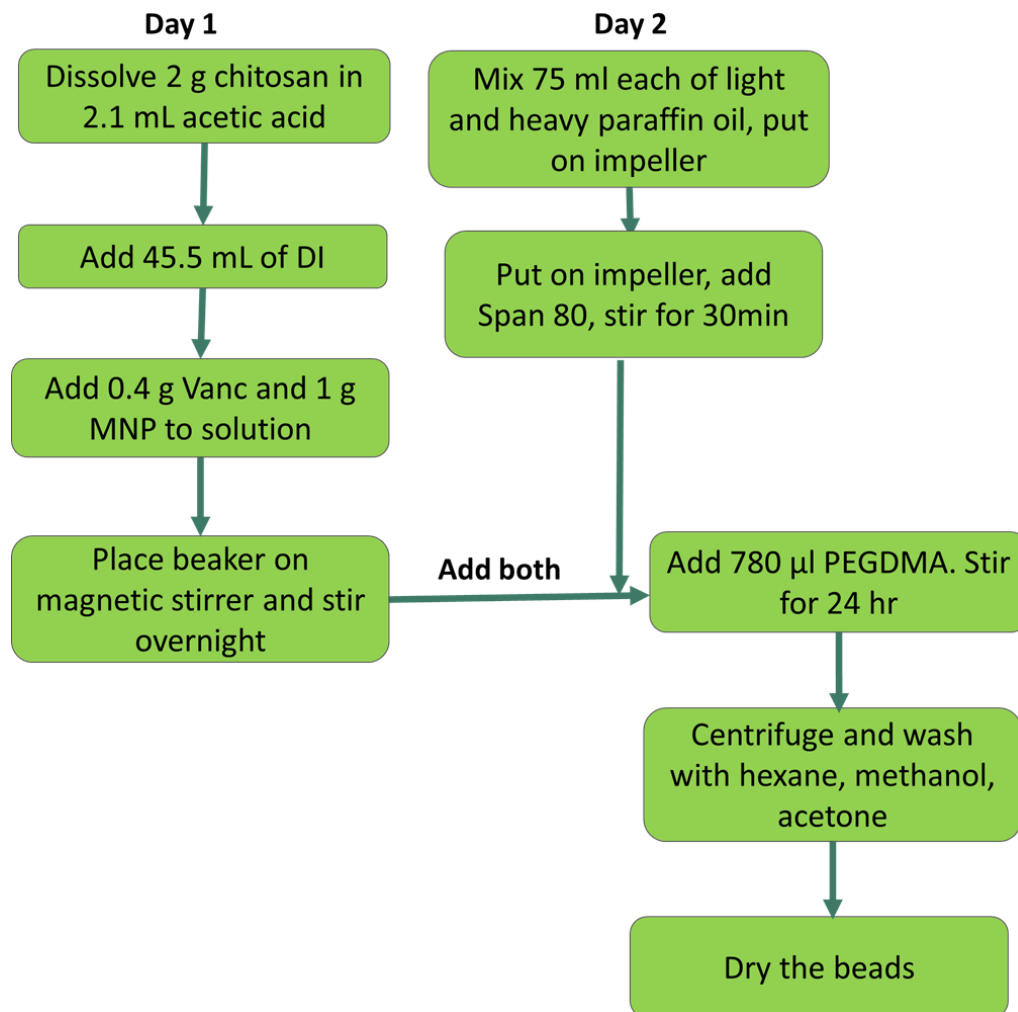 Day 1
Dissolve 2 g chitosan in
2.1 mL acetic acid
Add 45.5 mL of DI
Add 0.4 g Vanc and 1 g
MNP to solution
Place beaker on
magnetic stirrer and stir
overnight
Day 2
Mix 75 ml each of light
and heavy paraffin oil, put
on impeller
Put on impeller, add
Span 80, stir for 30min
Add both
Add 780 µl PEGDMA. Stir
for 24 hr
Centrifuge and wash
with hexane, methanol,
acetone
Dry the beads